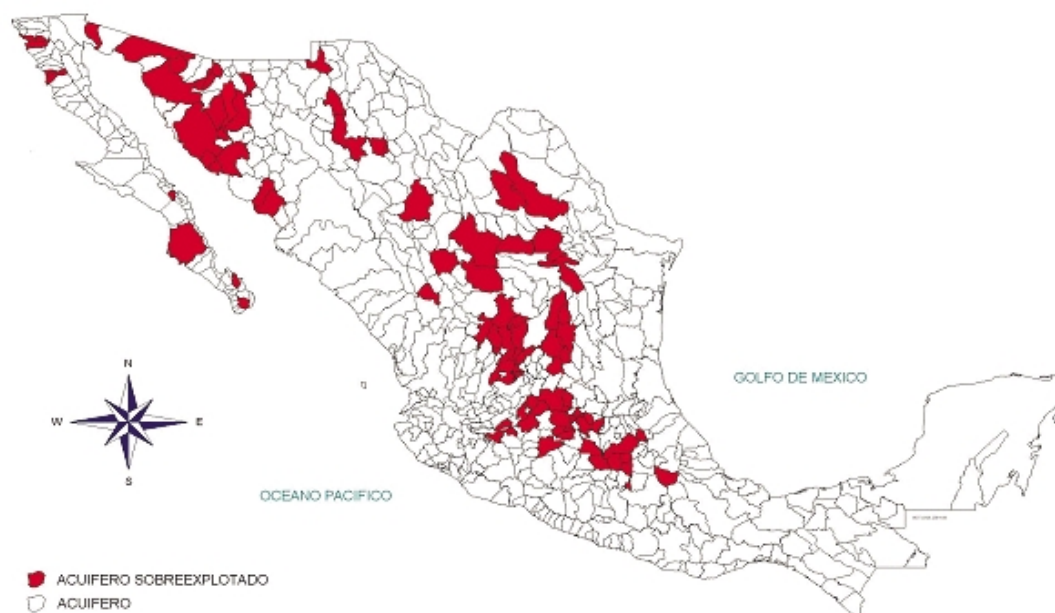 N
W
E
S
GOLFO DE MEXICO
OCEANO PACIFICO
ACUIFERO SOBREEXPLOTADO
ACUIFERO